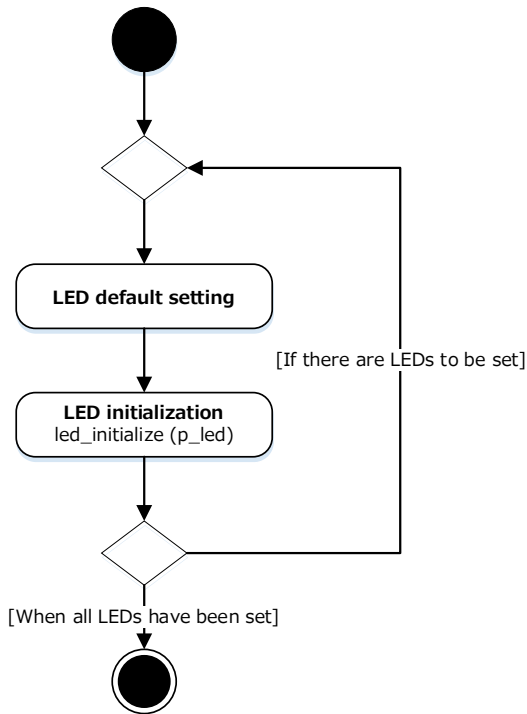 LED default setting
[If there are LEDs to be set]
LED initialization
led_initialize (p_led)
[When all LEDs have been set]